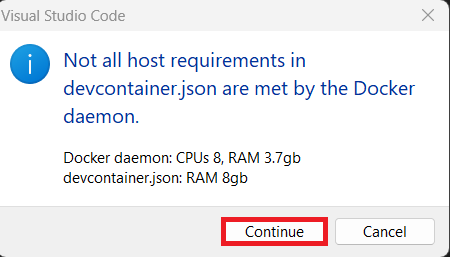 Visual Studio Code
Not all host requirements in
devcontainer.json are met by the Docker
daemon.
Docker daemon: CPUs 8, RAM 3.7gb
devcontainer.json: RAM 8gb
Continue
Cancel